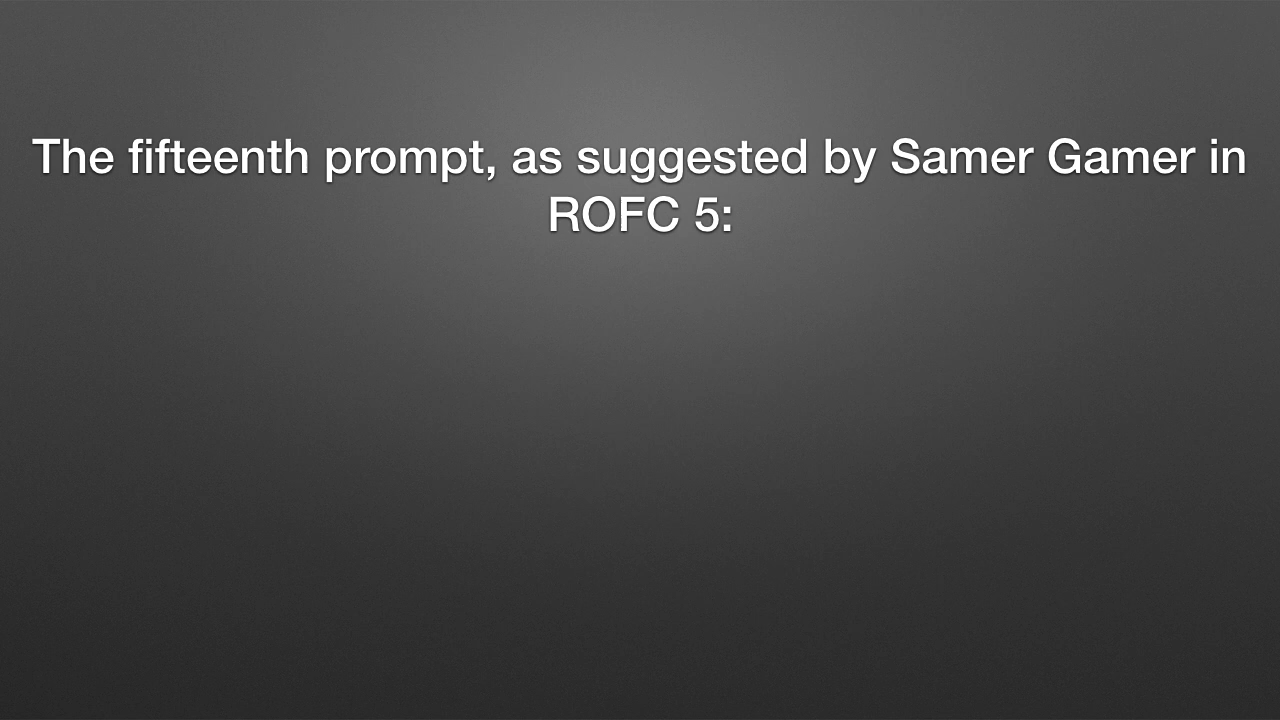 The fifteenth prompt, as suggested by Samer Gamer in
ROFC 5: